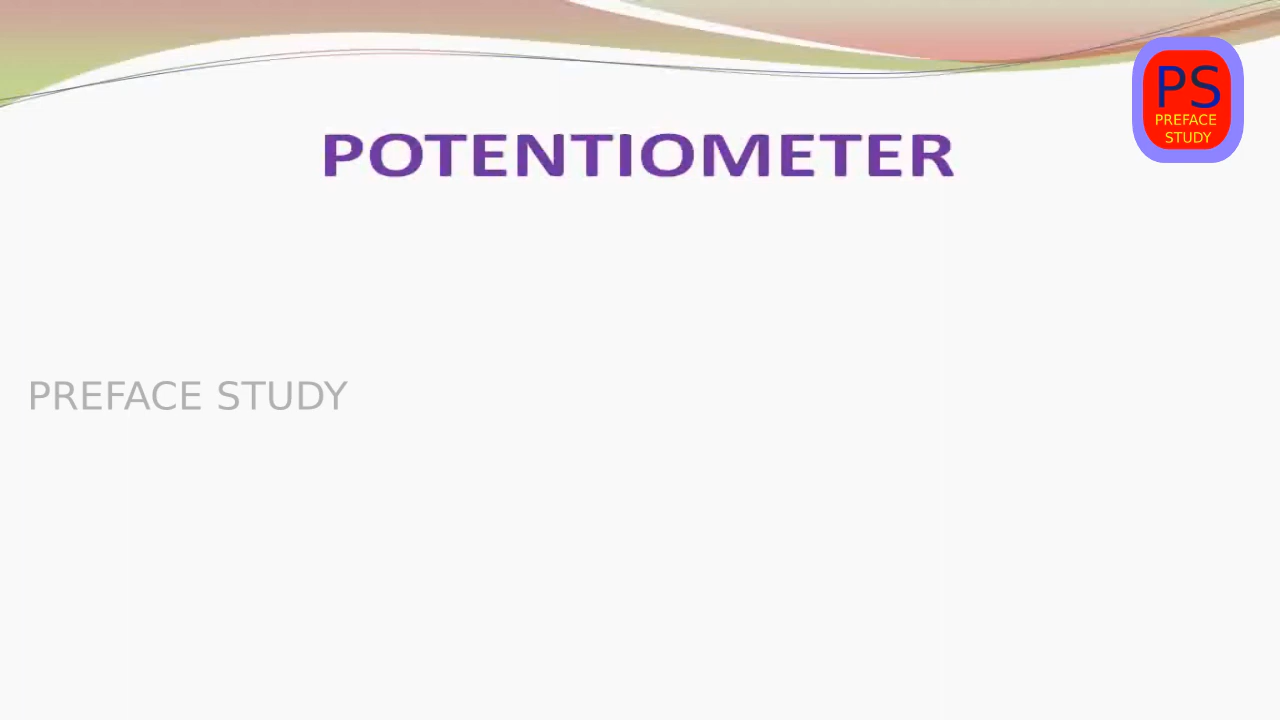 PS
PREFACE
STUDY
POTENTIOMETER
PREFACE STUDY